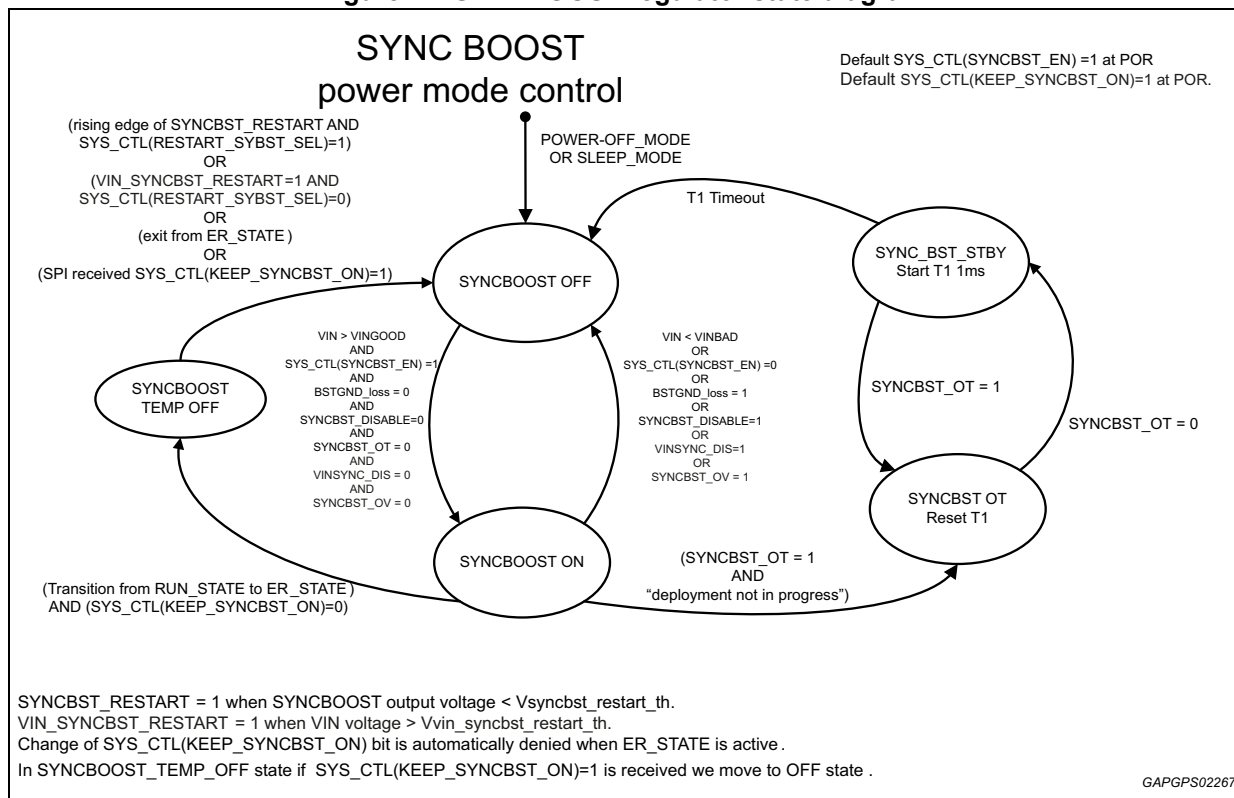 SYNC BOOST
power mode control
Default SYS_CTL(SYNCBST_EN) =1 at POR
Default SYS_CTL(KEEP_SYNCBST_ON)=1 at POR.
(rising edge of SYNCBST_RESTART AND
SYS_CTL(RESTART_SYBST_SEL)=1)
OR
(VIN_SYNCBST_RESTART=1 AND
SYS_CTL(RESTART_SYBST_SEL)=0)
OR
(exit from ER_STATE)
OR
(SPI received SYS_CTL(KEEP_SYNCBST_ON)=1)
POWER-OFF_MODE
OR SLEEP_MODE
T1 Timeout
SYNCBOOST OFF
SYNC_BST_STBY
Start T1 1ms
VIN > VINGOOD
AND
SYS_CTL(SYNCBST_EN) =1
AND
BSTGND_loss = 0
AND
SYNCBST_DISABLE=0
AND
SYNCBST_OT = 0
AND
VINSYNC_DIS = 0
AND
SYNCBST_OV = 0
VIN < VINBAD
OR
SYS_CTL(SYNCBST_EN) =0
OR
BSTGND_loss = 1
OR
SYNCBST_DISABLE=1
OR
VINSYNC_DIS=1
OR
SYNCBST_OV = 1
SYNCBOOST
TEMP OFF
SYNCBST_OT = 1
SYNCBST_OT = 0
SYNCBST OT
Reset T1
SYNCBOOST ON
(SYNCBST_OT = 1
AND
“deployment not in progress”)
(Transition from RUN_STATE to ER_STATE)
AND (SYS_CTL(KEEP_SYNCBST_ON)=0)
SYNCBST_RESTART = 1 when SYNCBOOST output voltage < Vsyncbst_restart_th.
VIN_SYNCBST_RESTART = 1 when VIN voltage > Vvin_syncbst_restart_th.
Change of SYS_CTL(KEEP_SYNCBST_ON) bit is automatically denied when ER_STATE is active.
In SYNCBOOST_TEMP_OFF state if SYS_CTL(KEEP_SYNCBST_ON)=1 is received we move to OFF state.
GAPGPS02267